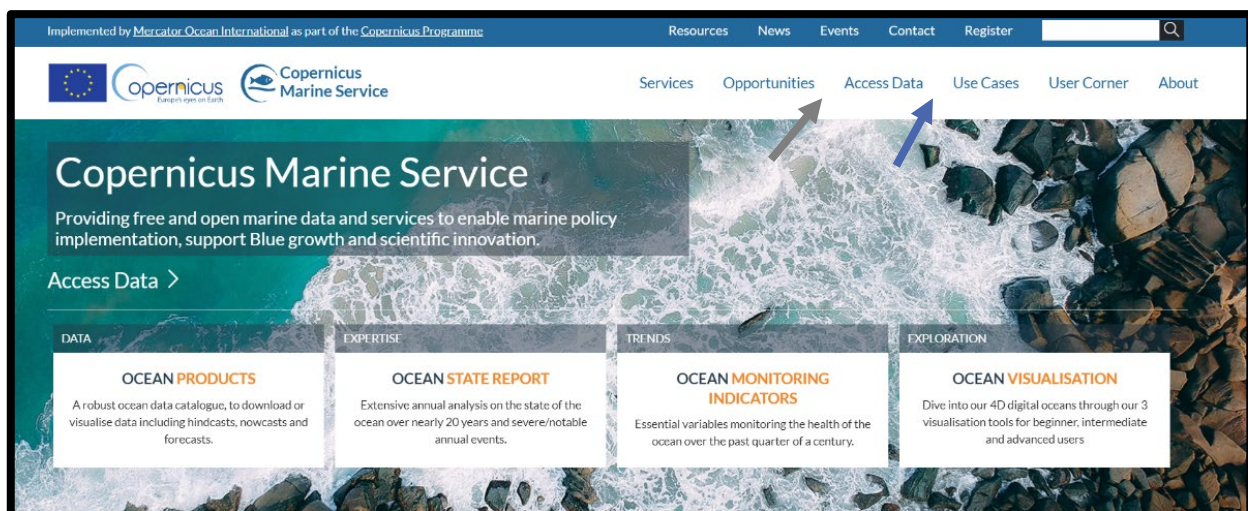 Implemented by Mercator Ocean International as part of the Copernicus Programme
Resources News Events Contact Register
opernicus
Europe's eyes on Earth
Copernicus
Marine Service
Services Opportunities Access Data Use Cases User Corner About
Copernicus Marine Service
Providing free and open marine data and services to enable marine policy
implementation, support Blue growth and scientific innovation.
Access Data >
DATA
OCEAN PRODUCTS
A robust ocean data catalogue, to download or
visualise data including hindcasts, nowcasts and
forecasts.
EXPERTISE
OCEAN STATE REPORT
Extensive annual analysis on the state of the
ocean over nearly 20 years and severe/notable
annual events.
TRENDS
OCEAN MONITORING
INDICATORS
Essential variables monitoring the health of the
ocean over the past quarter of a century.
EXPLORATION
OCEAN VISUALISATION
Dive into our 4D digital oceans through our 3
visualisation tools for beginner, intermediate
and advanced users